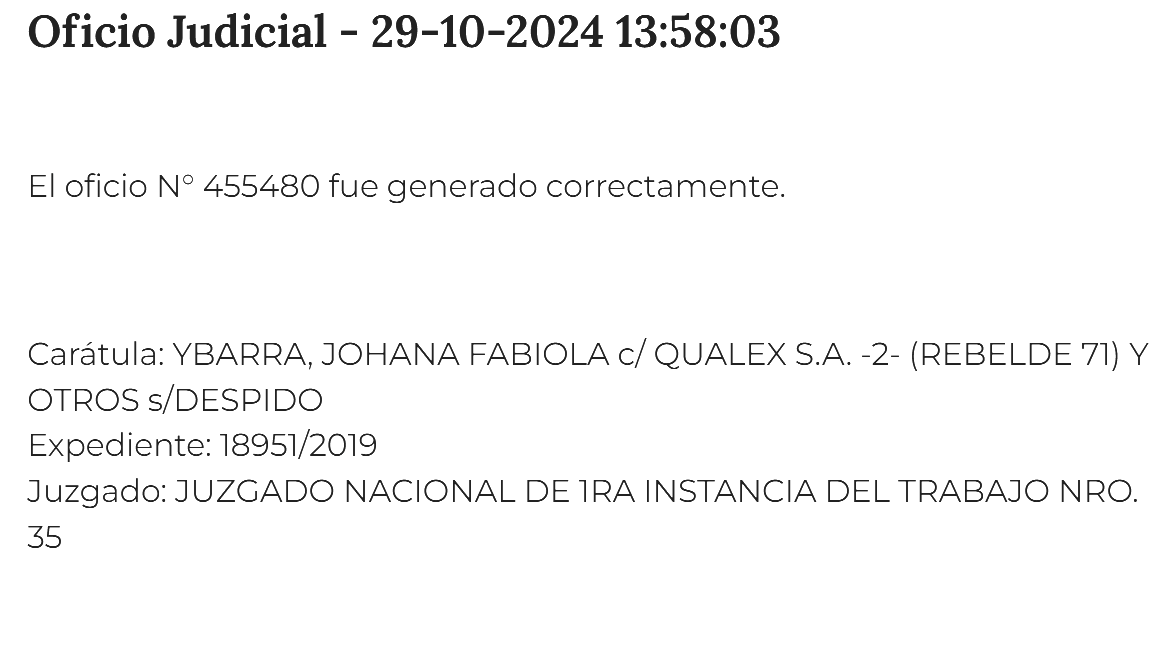 Oficio Judicial - 29-10-2024 13:58:03
El oficio N° 455480 fue generado correctamente.
Carátula: YBARRA, JOHANA FABIOLA c/ QUALEX S.A. -2- (REBELDE 71) Y
OTROS s/DESPIDO
Expediente: 18951/2019
Juzgado: JUZGADO NACIONAL DE 1RA INSTANCIA DEL TRABAJO NRO.
35